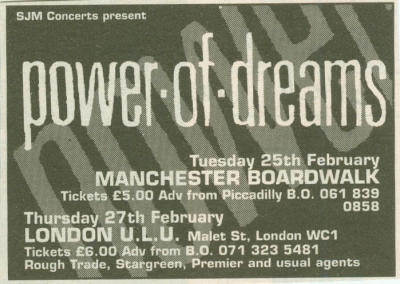 SJM Concerts present
power·of·dreams
Tuesday 25th February
MANCHESTER BOARDWALK
Tickets £5.00 Adv from Piccadilly B.O. 061 839
0858
Thursday 27th February
LONDON U.L.U. Malet St, London WC1
Tickets £6.00 Adv from B.O. 071 323 5481
Rough Trade, Stargreen, Premier and usual agents